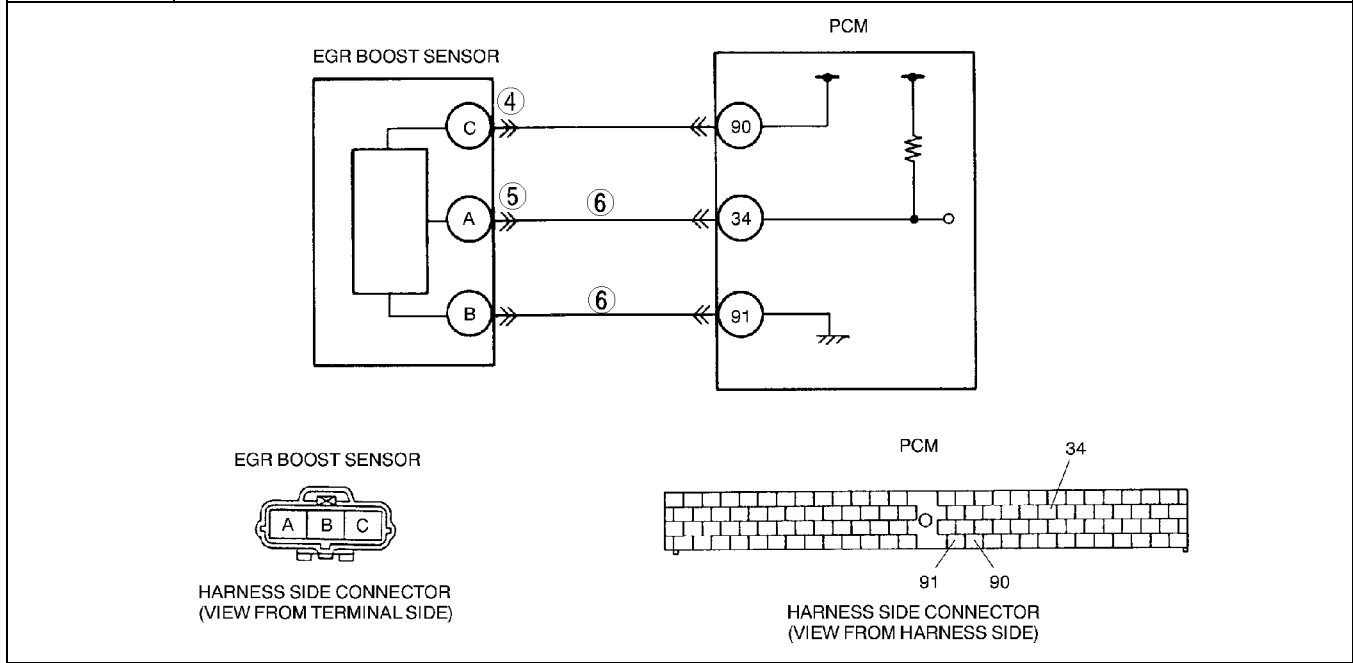 PCM
EGR BOOST SENSOR
C ④ 90
A ⑤ ⑥ 34
B ⑥ 91
EGR BOOST SENSOR
A B C
HARNESS SIDE CONNECTOR
(VIEW FROM TERMINAL SIDE)
PCM
34
91 90
HARNESS SIDE CONNECTOR
(VIEW FROM HARNESS SIDE)